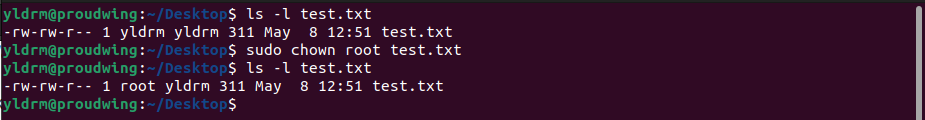 yldrm@proudwing:~/Desktop$ ls -l test.txt
-rw-rw-r-- 1 yldrm yldrm 311 May  8 12:51 test.txt
yldrm@proudwing:~/Desktop$ sudo chown root test.txt
yldrm@proudwing:~/Desktop$ ls -l test.txt
-rw-rw-r-- 1 root yldrm 311 May  8 12:51 test.txt
yldrm@proudwing:~/Desktop$